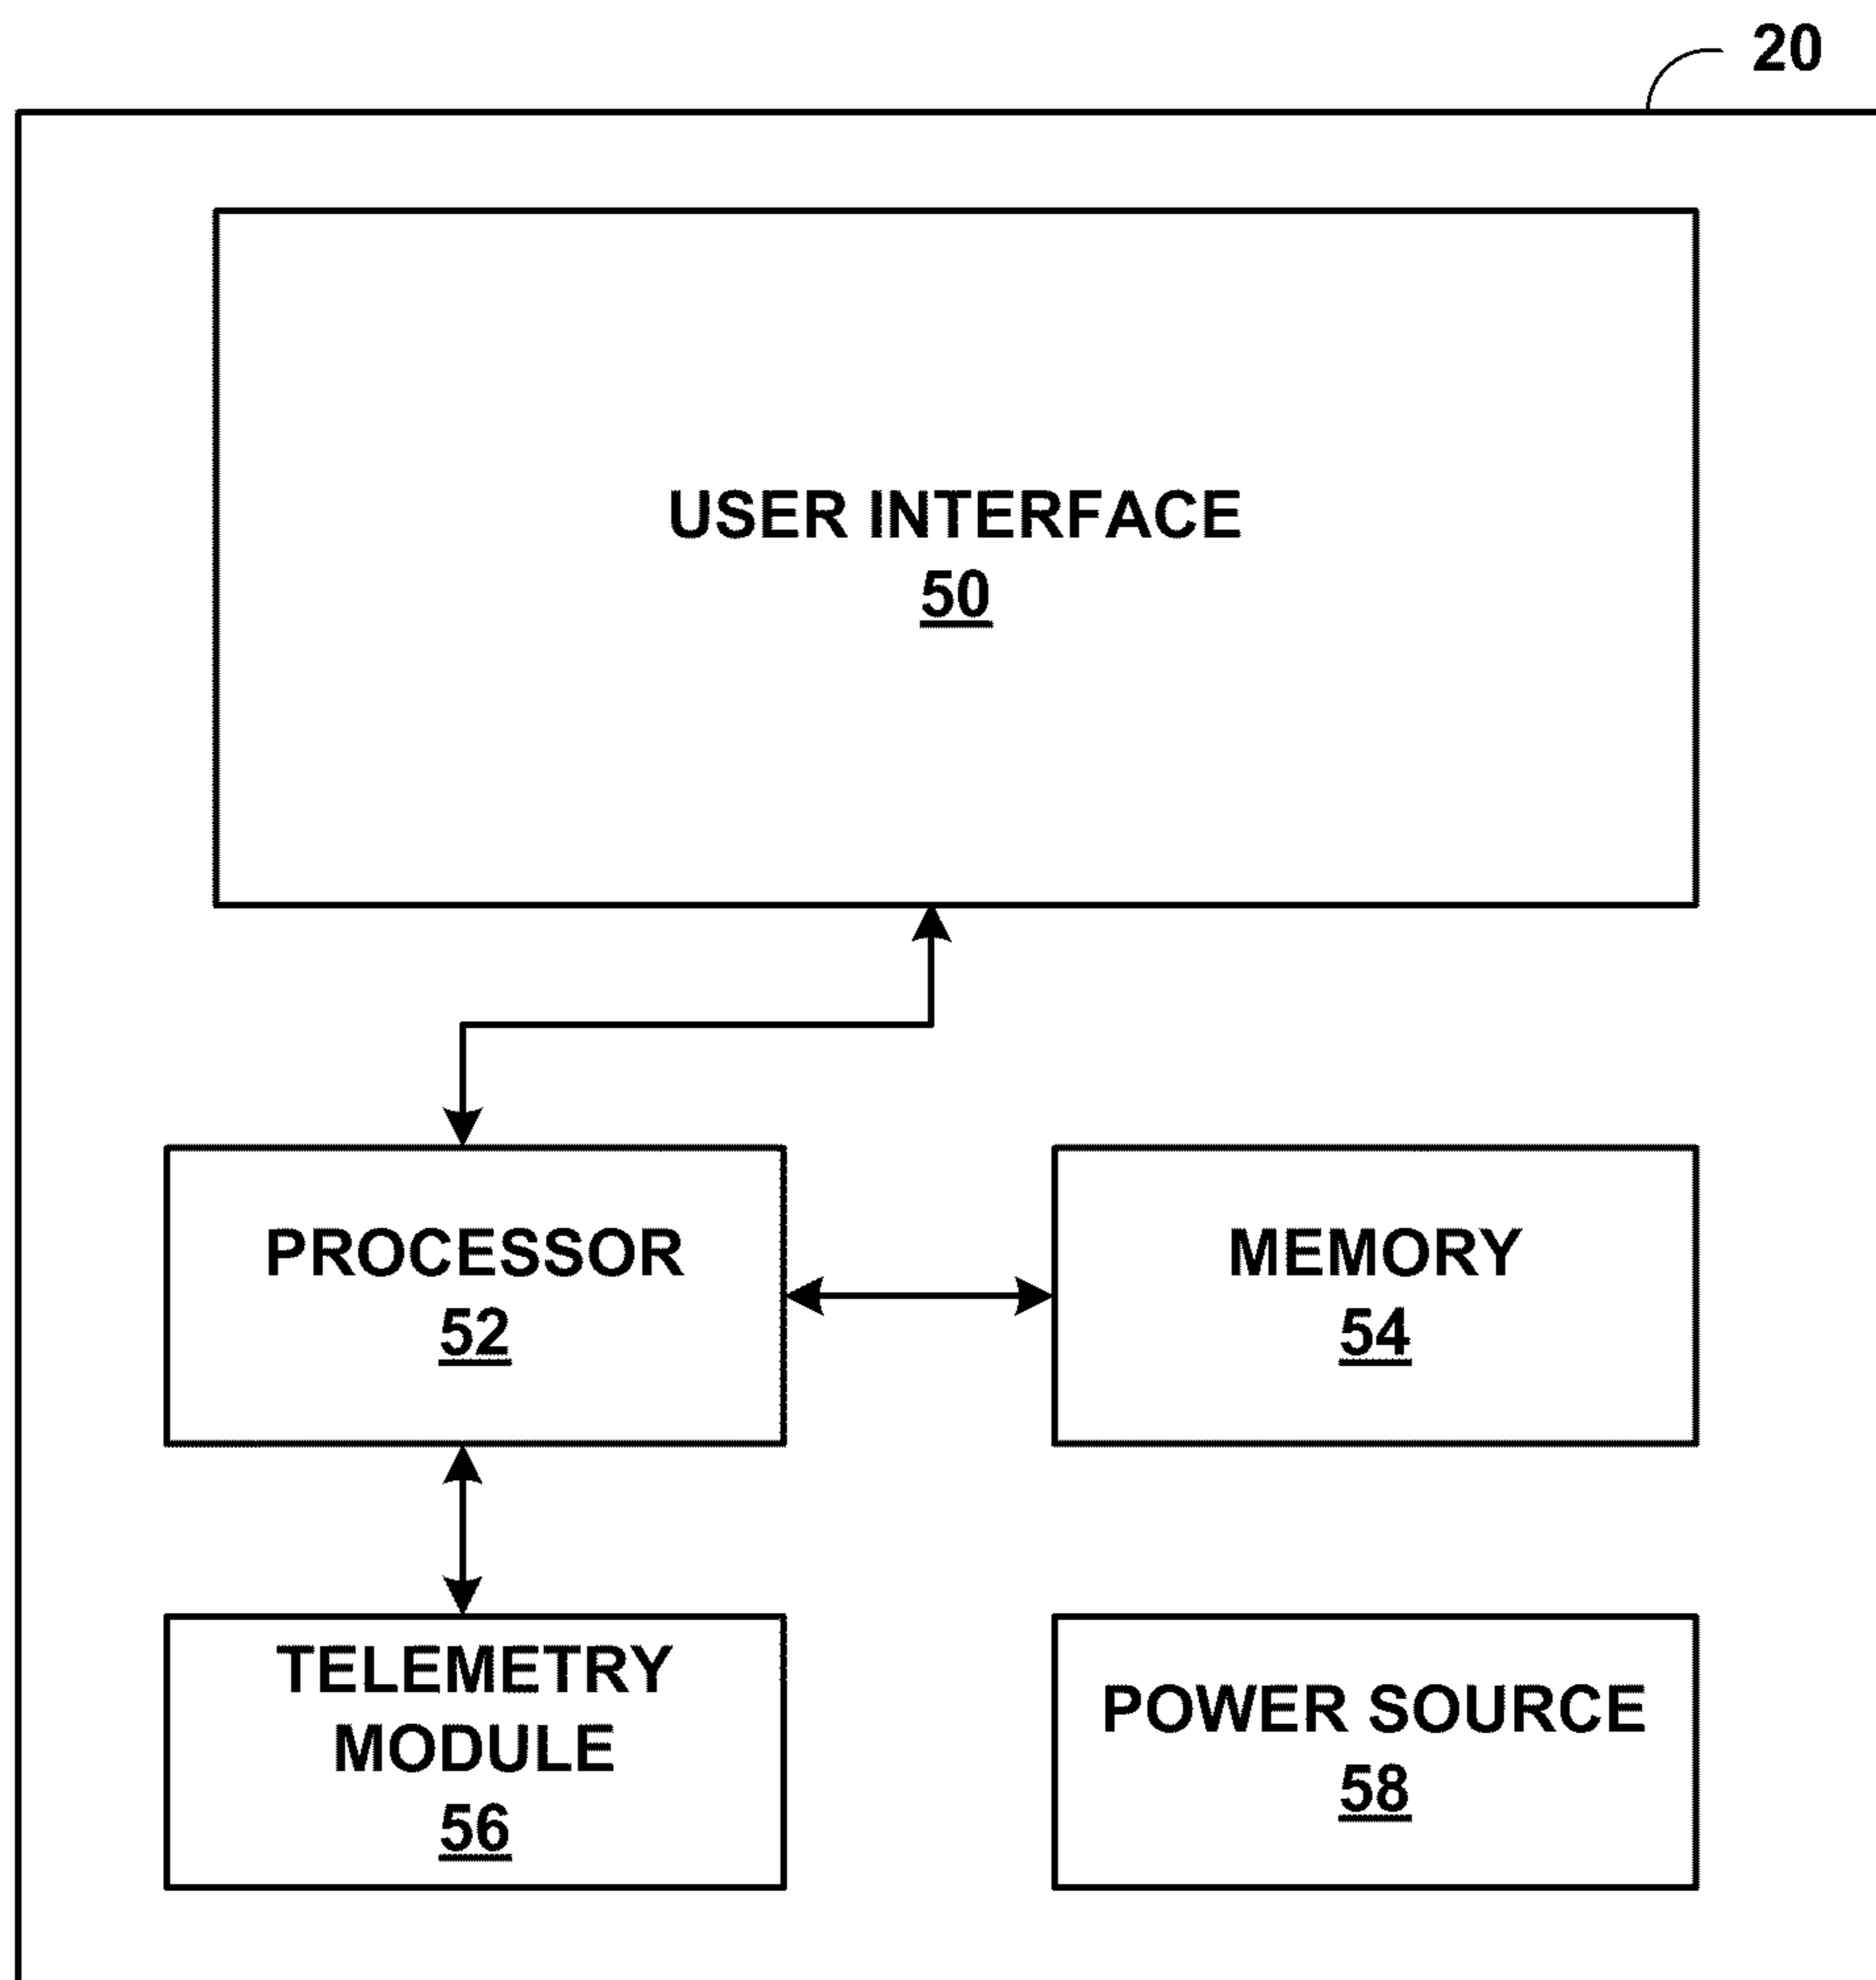 20
USER INTERFACE
50
PROCESSOR
52
MEMORY
54
TELEMETRY
MODULE
56
POWER SOURCE
58